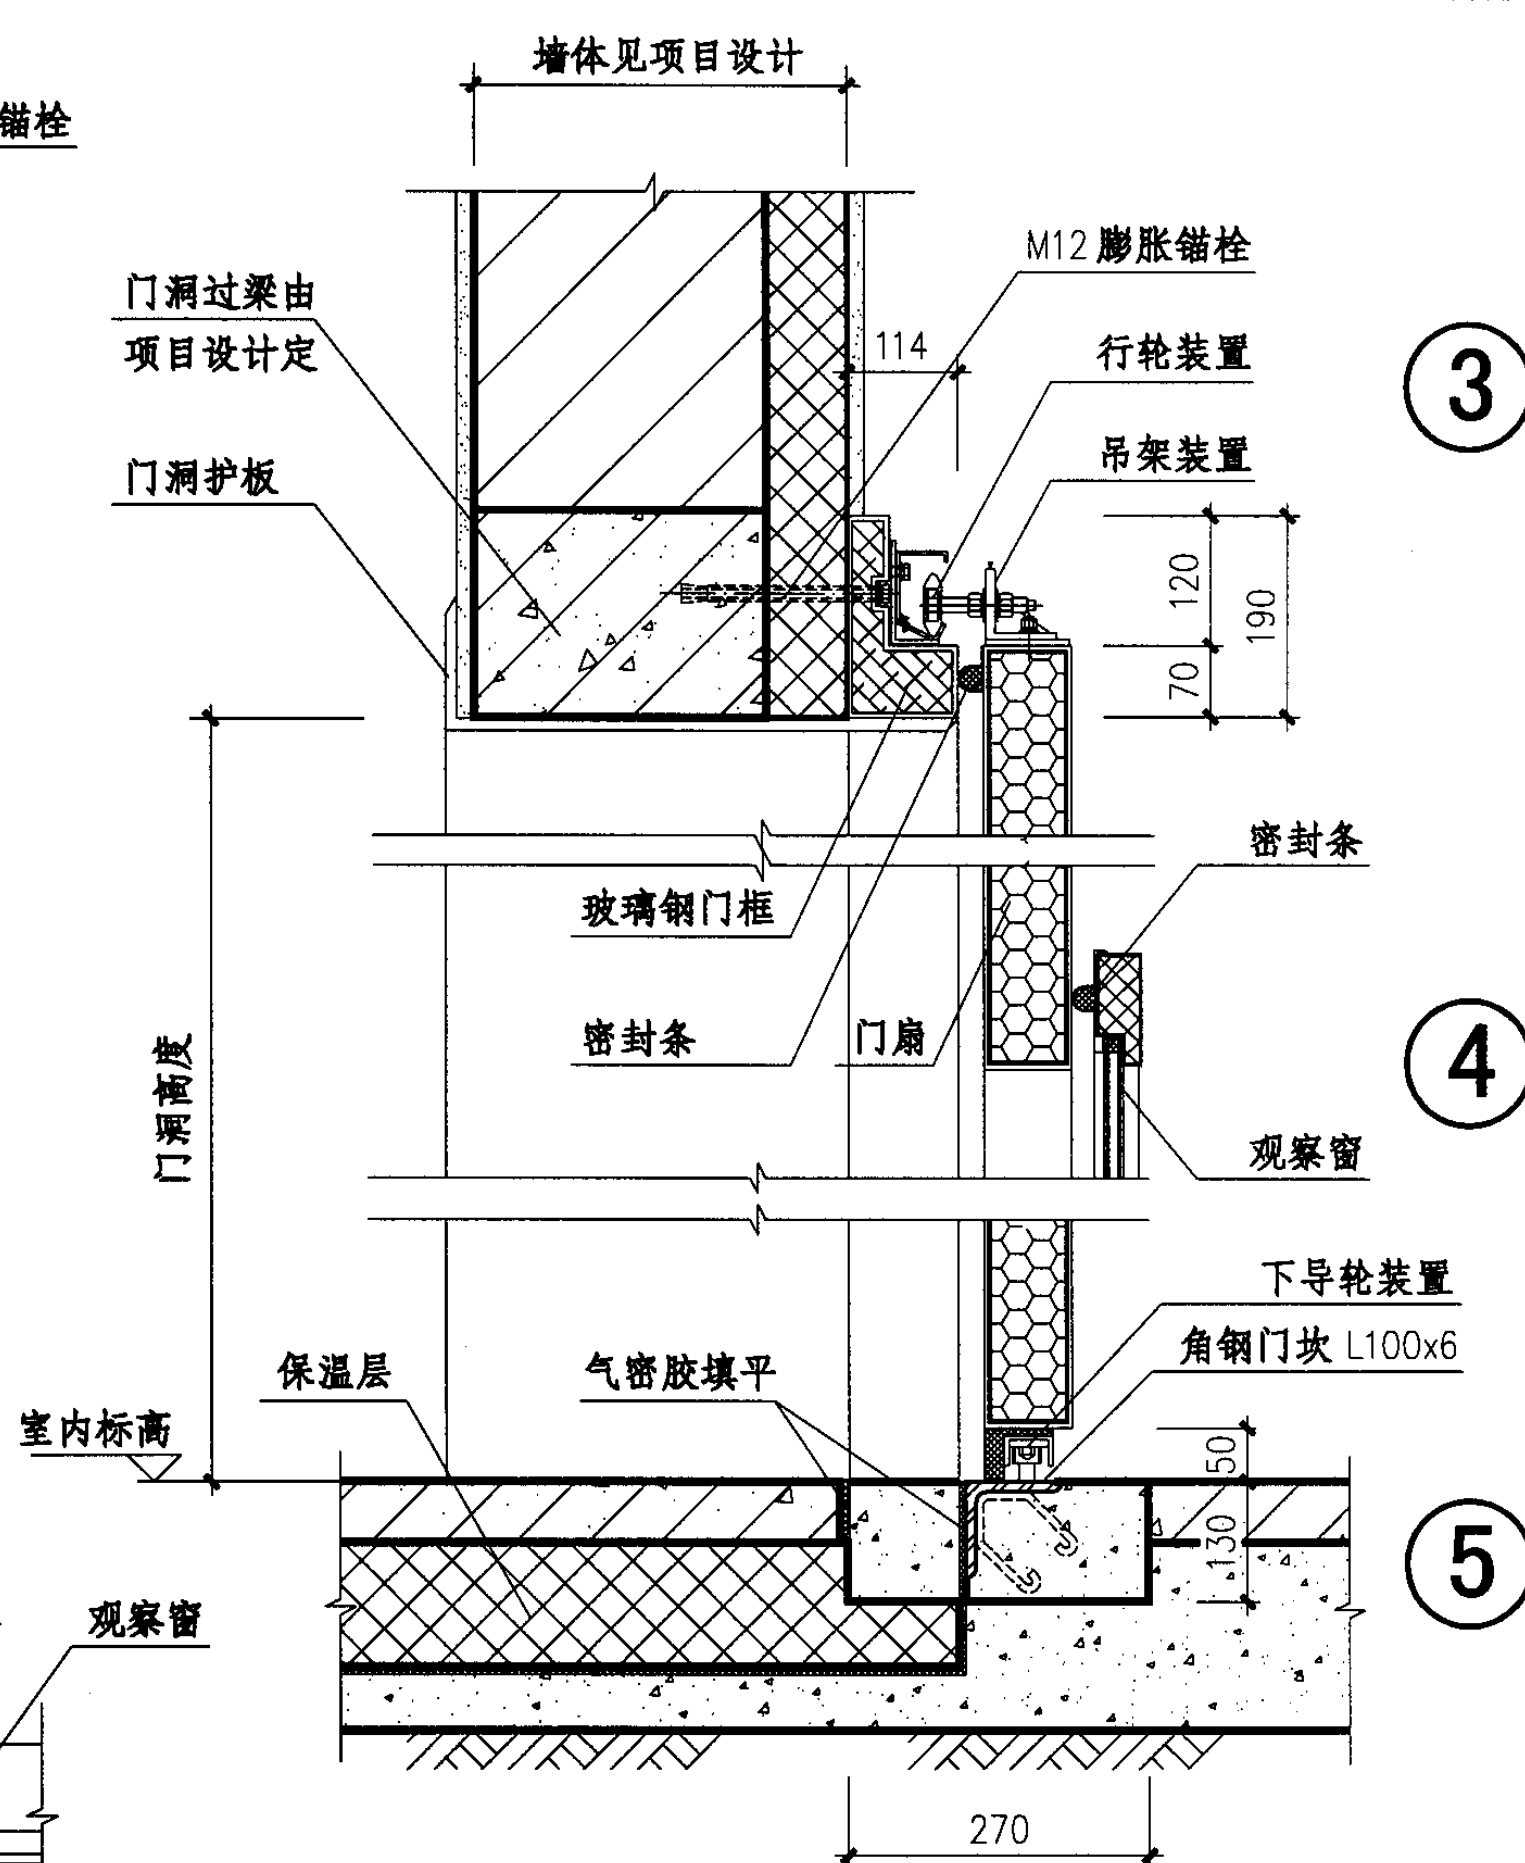 墙体见项目设计
锚栓
M12 膨胀锚栓
门洞过梁由
项目设计定
114
行轮装置
3
门洞护板
吊架装置
120
190
70
密封条
玻璃钢门框
密封条
门扇
4
门洞高度
观察窗
下导轮装置
角钢门坎 L100x6
保温层
气密胶填平
室内标高
50
130
5
观察窗
270